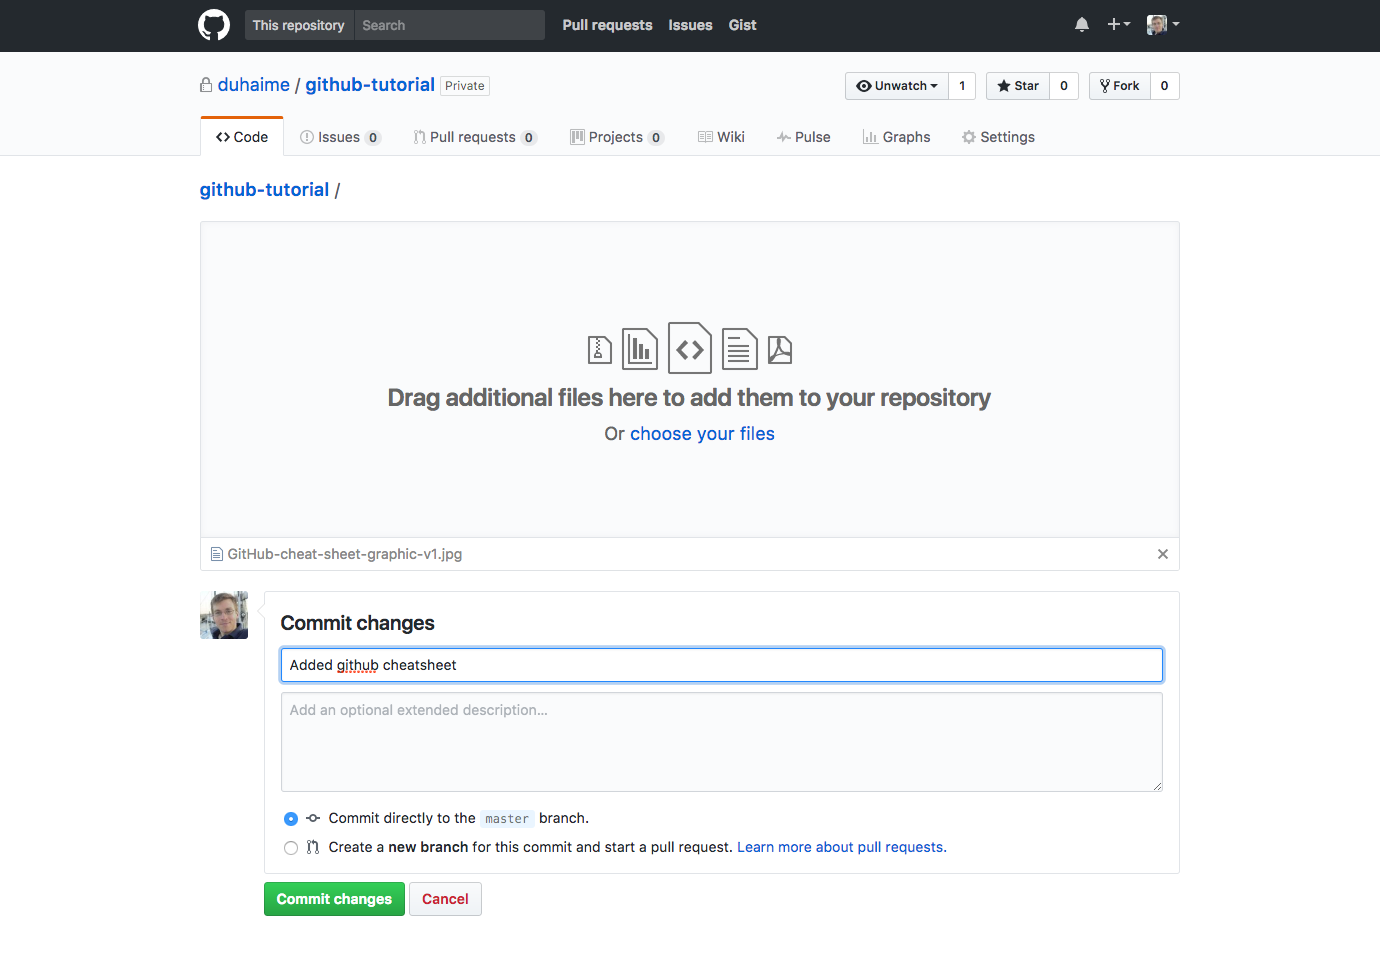 This repository Search Pull requests Issues Gist
duhaime / github-tutorial Private Unwatch 1 Star 0 Fork 0
Code Issues 0 Pull requests 0 Projects 0 Wiki Pulse Graphs Settings
github-tutorial /
Drag additional files here to add them to your repository
Or choose your files
GitHub-cheat-sheet-graphic-v1.jpg
Commit changes
Added github cheatsheet
Add an optional extended description...
Commit directly to the master branch.
Create a new branch for this commit and start a pull request. Learn more about pull requests.
Commit changes Cancel